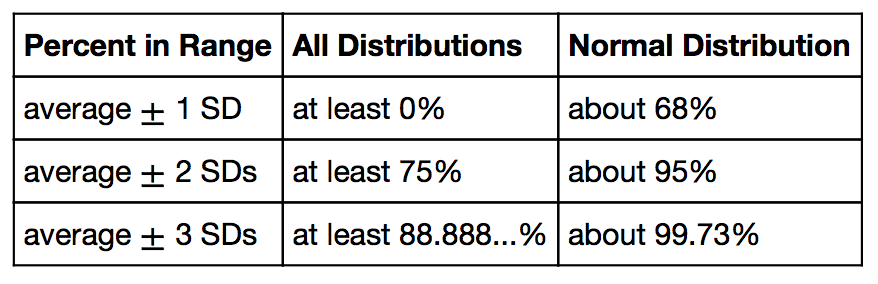 Percent in Range All Distributions Normal Distribution
average ± 1 SD at least 0% about 68%
average ± 2 SDs at least 75% about 95%
average ± 3 SDs at least 88.888...% about 99.73%